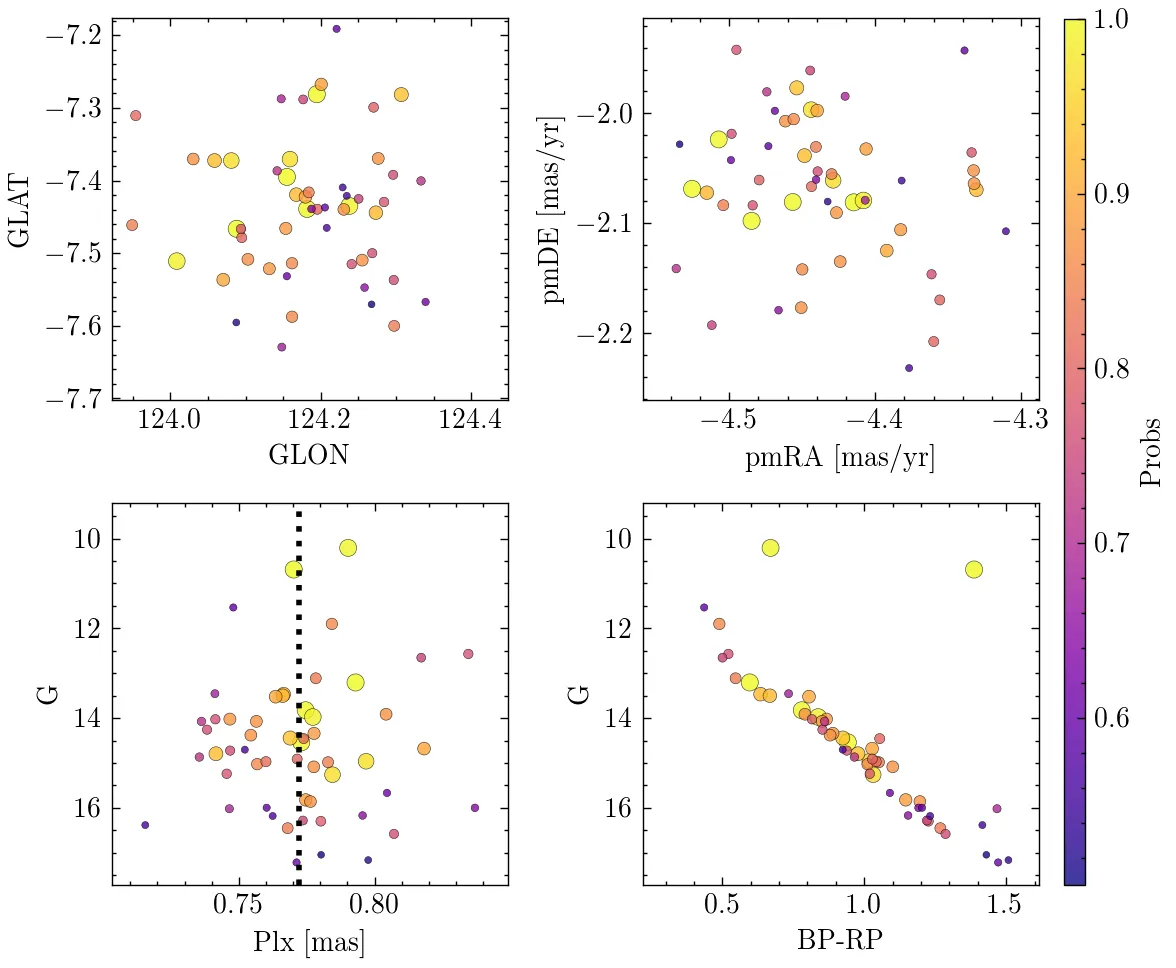 −7.2
−7.3
−7.4
−7.5
−7.6
−7.7
GLAT
124.0 124.2 124.4
GLON
−2.0
−2.1
−2.2
pmDE [mas/yr]
−4.5 −4.4 −4.3
pmRA [mas/yr]
10
12
14
16
G
0.75 0.80
Plx [mas]
10
12
14
16
G
0.5 1.0 1.5
BP-RP
1.0
0.9
0.8
0.7
0.6
Probs